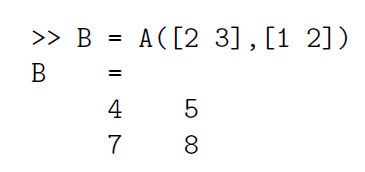 >> B = A([2 3],[1 2])
B =
4 5
7 8